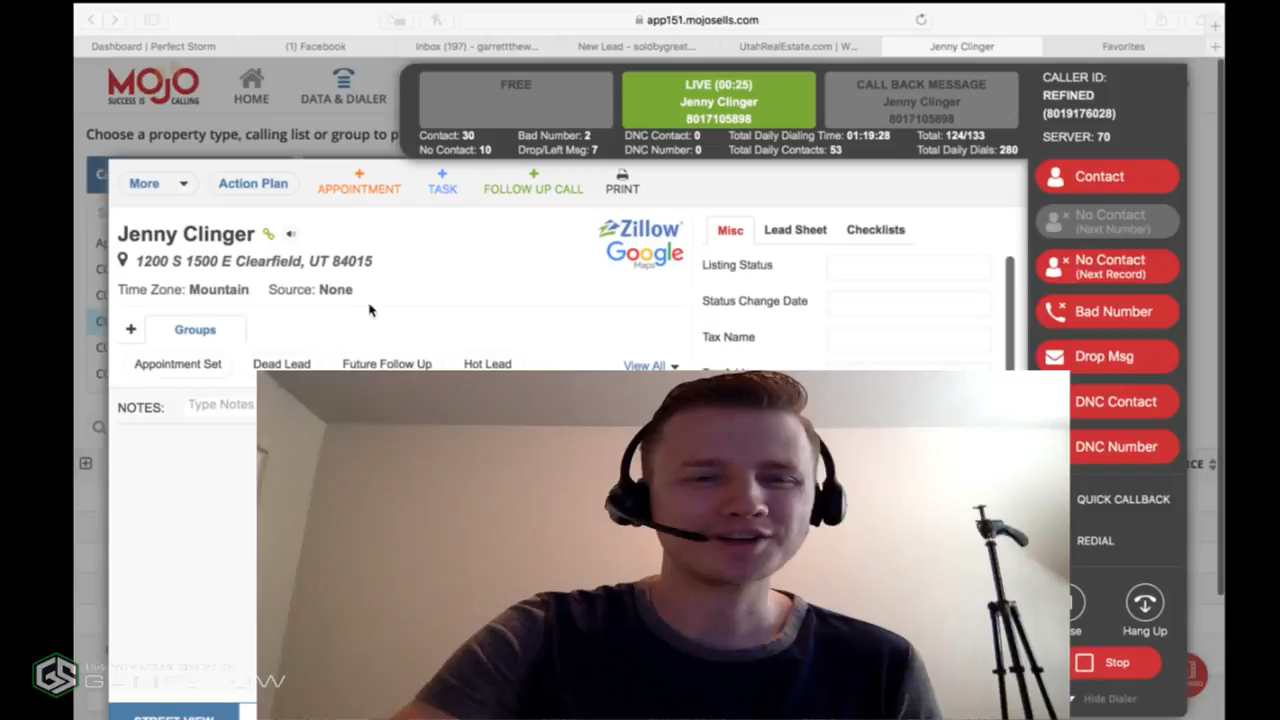 app151.mojosells.com
Dashboard | Perfect Storm
(1) Facebook
Inbox (197) - garrettthew...
New Lead - soldbygreat...
UtahRealEstate.com | W...
Jenny Clinger
Favorites
MOJO
SUCCESS IS CALLING
HOME
DATA & DIALER
FREE
LIVE (00:25)
Jenny Clinger
8017105898
CALL BACK MESSAGE
Jenny Clinger
8017105898
CALLER ID:
REFINED
(8019176028)
SERVER: 70
Contact: 30
Bad Number: 2
DNC Contact: 0
Total Daily Dialing Time: 01:19:28
Total: 124/133
No Contact: 10
Drop/Left Msg: 7
DNC Number: 0
Total Daily Contacts: 53
Total Daily Dials: 280
Choose a property type, calling list or group to p
More
Action Plan
APPOINTMENT
TASK
FOLLOW UP CALL
PRINT
Jenny Clinger
1200 S 1500 E Clearfield, UT 84015
Time Zone: Mountain
Source: None
Zillow
Google
Maps
Misc
Lead Sheet
Checklists
Listing Status
Status Change Date
Tax Name
Groups
Appointment Set
Dead Lead
Future Follow Up
Hot Lead
View All
NOTES:
Type Notes
Contact
No Contact
(Next Number)
No Contact
(Next Record)
Bad Number
Drop Msg
DNC Contact
DNC Number
QUICK CALLBACK
REDIAL
Hang Up
Stop
Hide Dialer
STREET VIEW